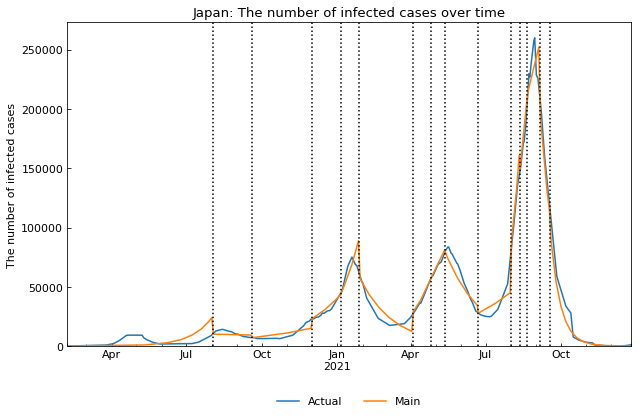 Japan: The number of infected cases over time
The number of infected cases
250000
200000
150000
100000
50000
0
Apr Jul Oct Jan Apr Jul Oct
2021
Actual Main